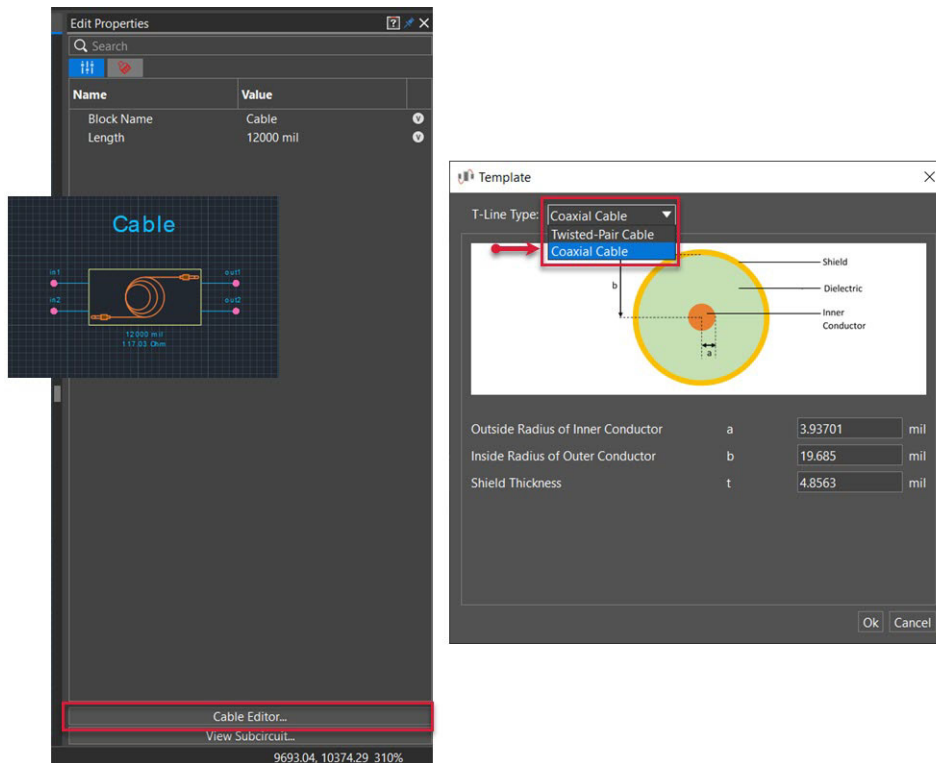 Edit Properties
Search
Name Value
Block Name Cable
Length 12000 mil
Cable
in1 out1
in2 out2
12000 mil
117.03 Ohm
Cable Editor...
View Subcircuit...
9693.04, 10374.29 310%
Template
T-Line Type: Coaxial Cable
Twisted-Pair Cable
Coaxial Cable
Shield
b
Dielectric
Inner
Conductor
a
Outside Radius of Inner Conductor a 3.93701 mil
Inside Radius of Outer Conductor b 19.685 mil
Shield Thickness t 4.8563 mil
Ok Cancel